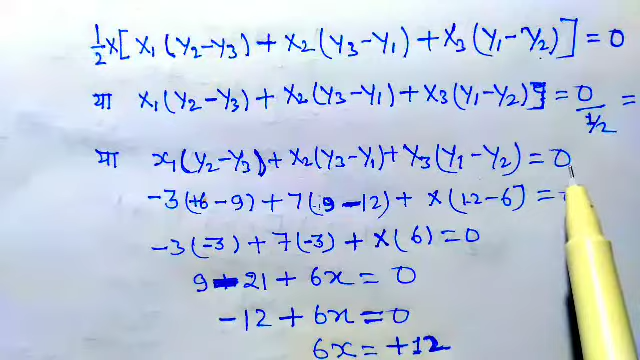 1/2 x[x₁(y₂-y₃)+x₂(y₃-y₁)+x₃(y₁-y₂)]=0
या x₁(y₂-y₃)+x₂(y₃-y₁)+x₃(y₁-y₂)]=0/1/2 =
या x₁(y₂-y₃)+x₂(y₃-y₁)+x₃(y₁-y₂)=0
-3(+6-9)+7(9-12)+x(12-6)=
-3(-3)+7(-3)+x(6)=0
9-21+6x=0
-12+6x=0
6x=+12